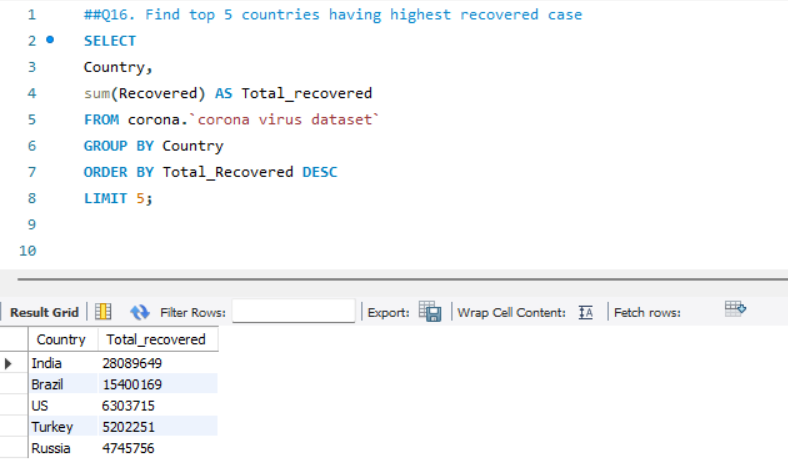 1 ##Q16. Find top 5 countries having highest recovered case
2 SELECT
3 Country,
4 sum(Recovered) AS Total_recovered
5 FROM corona.`corona virus dataset`
6 GROUP BY Country
7 ORDER BY Total_Recovered DESC
8 LIMIT 5;
9
10
Result Grid Filter Rows: Export: Wrap Cell Content: IA Fetch rows:
Country Total_recovered
India 28089649
Brazil 15400169
US 6303715
Turkey 5202251
Russia 4745756